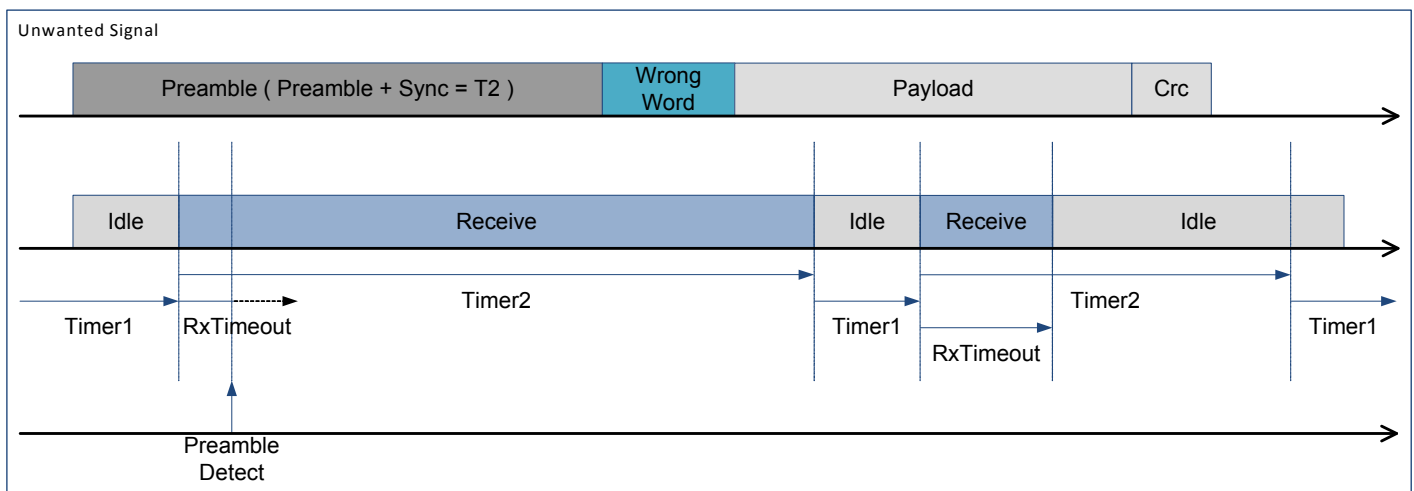 Unwanted Signal
Preamble ( Preamble + Sync = T2 )
Wrong
Word
Payload
Crc
Idle
Receive
Idle
Receive
Idle
Timer1
RxTimeout
Timer2
Timer1
RxTimeout
Timer2
Timer1
Preamble
Detect